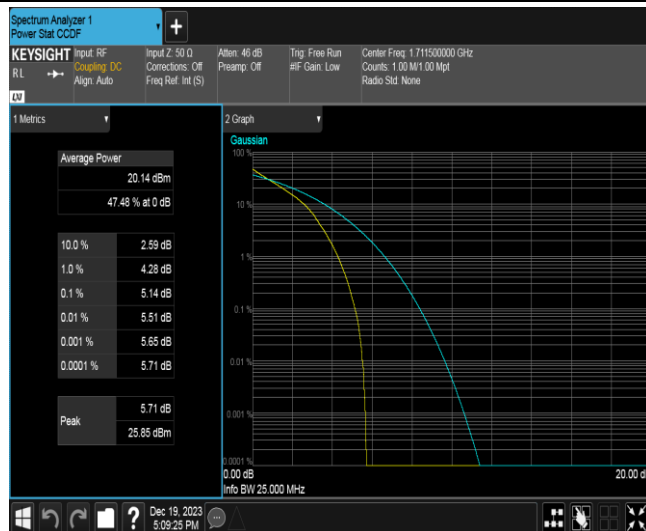 Spectrum Analyzer 1
Power Stat CCDF
KEYSIGHT
RL
Input: RF
Coupling: DC
Align: Auto
Input Z: 50 Ω
Corrections: Off
Freq Ref: Int (S)
Atten: 46 dB
Preamp: Off
Trig: Free Run
#IF Gain: Low
Center Freq: 1.711500000 GHz
Counts: 1.00 M/1.00 Mpt
Radio Std: None
LXI
1 Metrics
Average Power
20.14 dBm
47.48 % at 0 dB
10.0 % 2.59 dB
1.0 % 4.28 dB
0.1 % 5.14 dB
0.01 % 5.51 dB
0.001 % 5.65 dB
0.0001 % 5.71 dB
Peak
5.71 dB
25.85 dBm
2 Graph
Gaussian
100 %
10 %
1 %
0.1 %
0.01 %
0.001 %
0.0001 %
0.00 dB
20.00 d
Info BW 25.000 MHz
?
Dec 19, 2023
5:09:25 PM